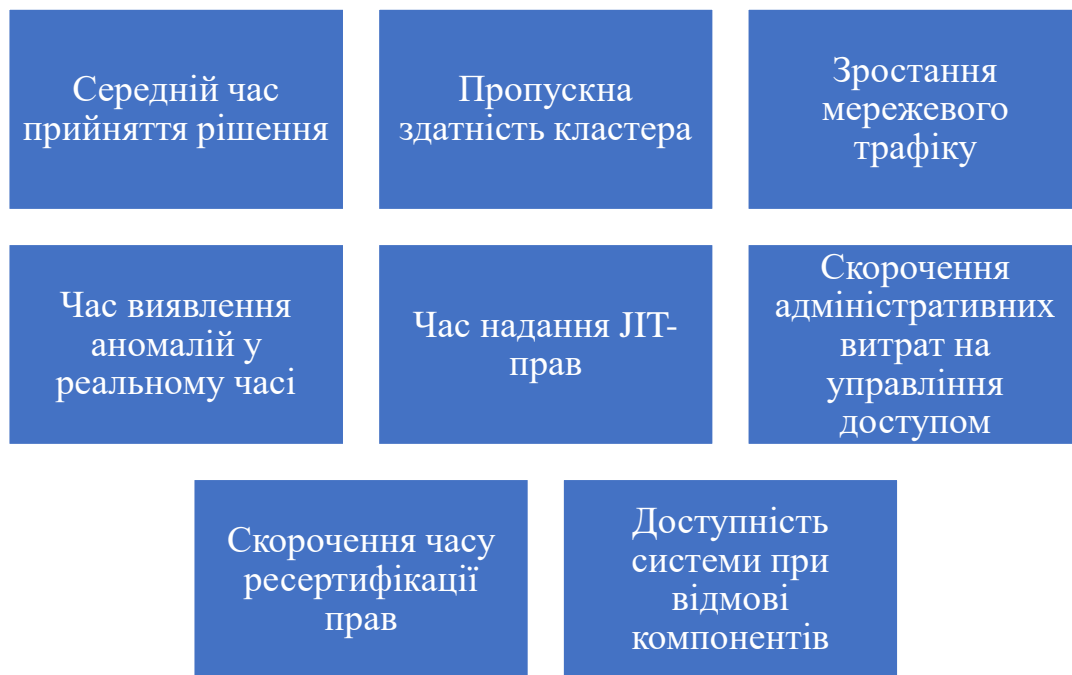 Середній час
прийняття рішення
Пропускна
здатність кластера
Зростання
мережевого
трафіку
Час виявлення
аномалій у
реальному часі
Час надання JIT-
прав
Скорочення
адміністративних
витрат на
управління
доступом
Скорочення часу
ресертифікації
прав
Доступність
системи при
відмові
компонентів